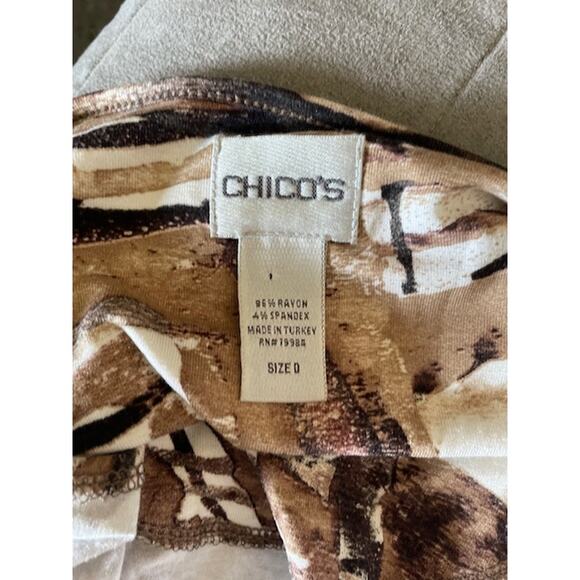 CHICO'S
96% RAYON
4% SPANDEX
MADE IN TURKEY
RN# 79984
SIZE 0